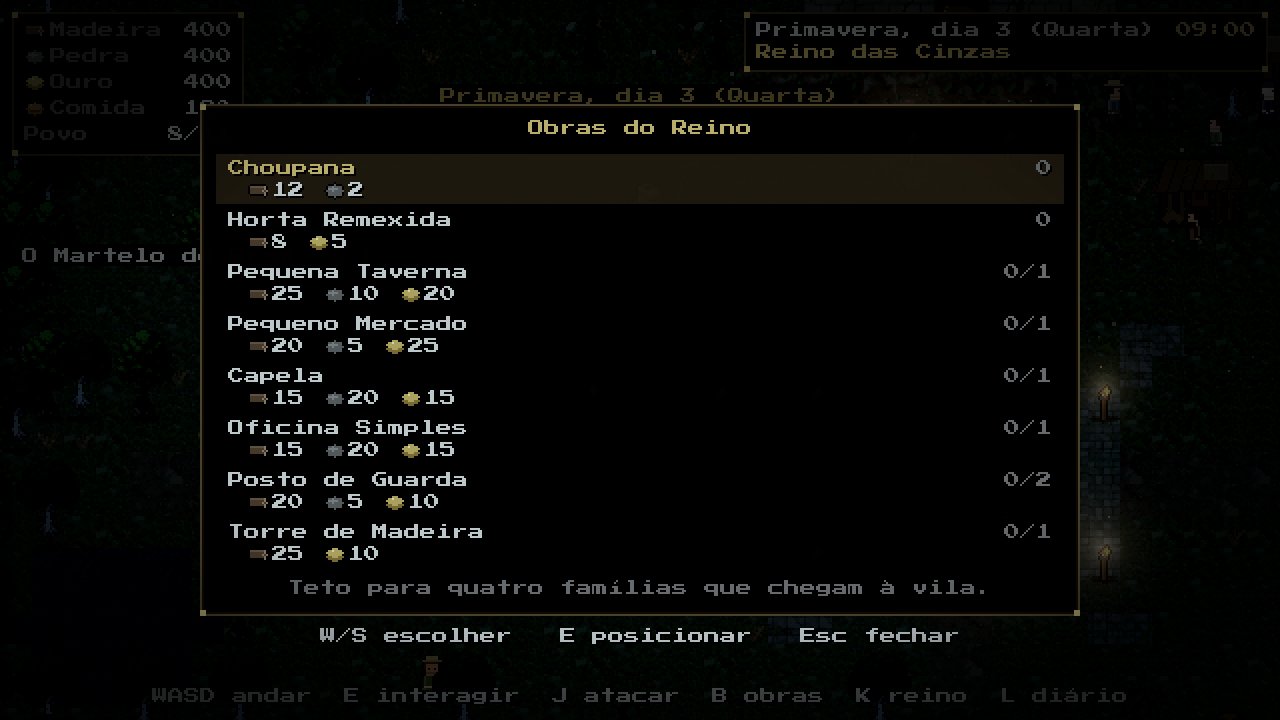 Madeira 400
Pedra 400
Ouro 400
Comida
Povo 8/
Primavera, dia 3 (Quarta) 09:00
Reino das Cinzas
Primavera, dia 3 (Quarta)
Obras do Reino
Choupana 0
12 2
Horta Remexida 0
8 5
O Martelo
Pequena Taverna 0/1
25 10 20
Pequeno Mercado 0/1
20 5 25
Capela 0/1
15 20 15
Oficina Simples 0/1
15 20 15
Posto de Guarda 0/2
20 5 10
Torre de Madeira 0/1
25 10
Teto para quatro famílias que chegam à vila.
W/S escolher E posicionar Esc fechar
WASD andar E interagir J atacar B obras K reino L diário